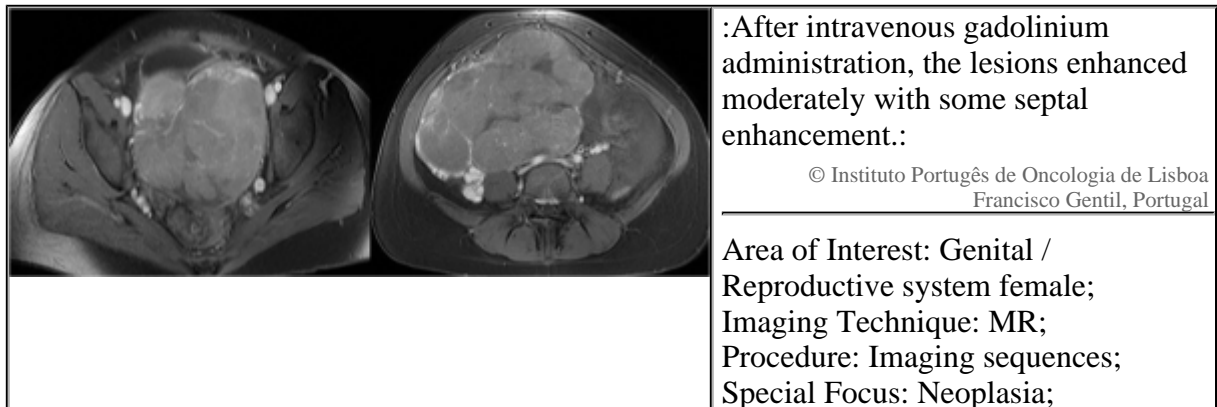 :After intravenous gadolinium
administration, the lesions enhanced
moderately with some septal
enhancement.:
© Instituto Portugês de Oncologia de Lisboa
Francisco Gentil, Portugal
Area of Interest: Genital /
Reproductive system female;
Imaging Technique: MR;
Procedure: Imaging sequences;
Special Focus: Neoplasia;